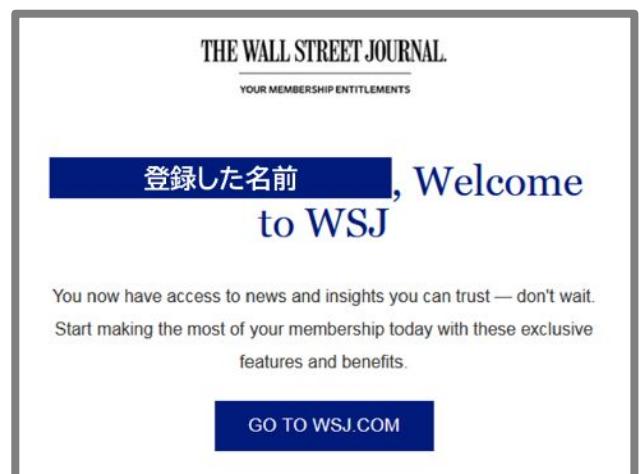 THE WALL STREET JOURNAL.
YOUR MEMBERSHIP ENTITLEMENTS
登録した名前, Welcome
to WSJ
You now have access to news and insights you can trust — don't wait.
Start making the most of your membership today with these exclusive
features and benefits.
GO TO WSJ.COM